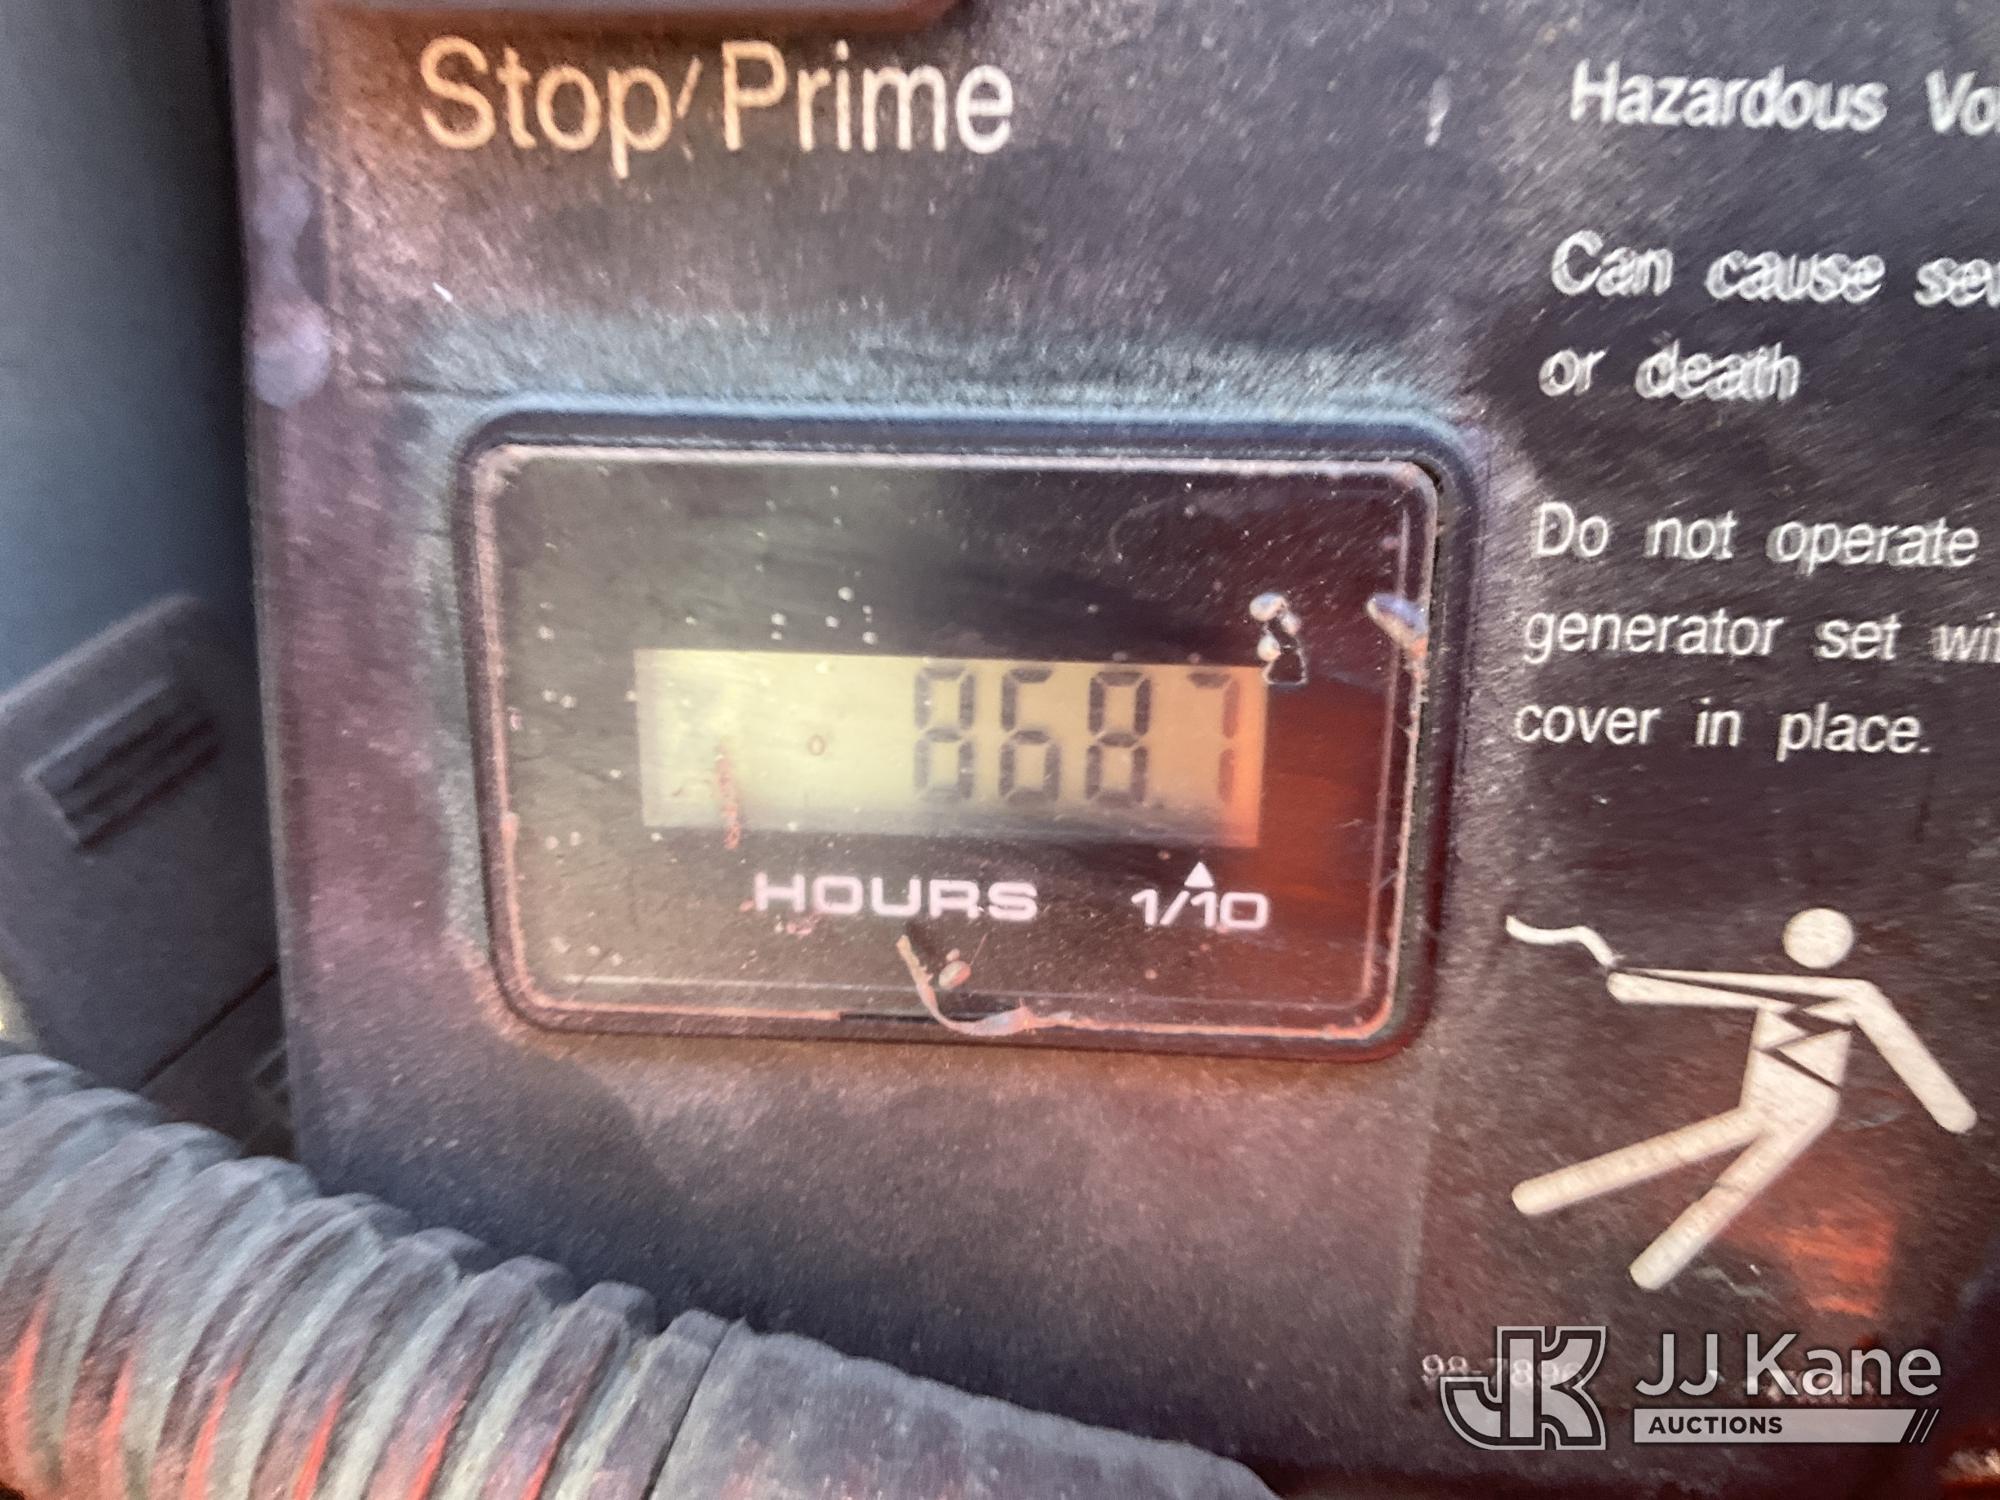 Stop/Prime
868.7
HOURS 1/10
Hazardous
Can cause
or death
Do not operate
generator set
cover in place.
JK JJ Kane
AUCTIONS